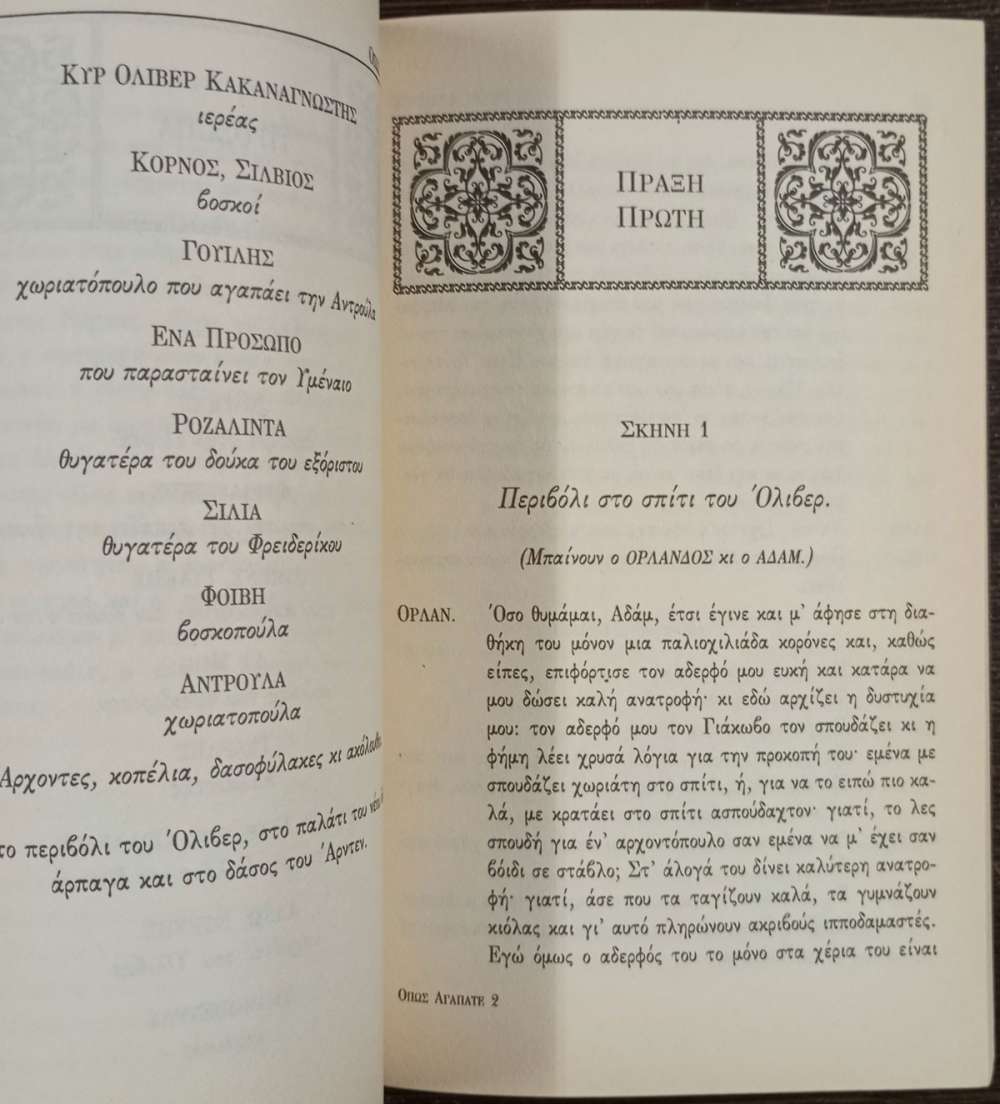 ΚΥΡ ΟΛΙΒΕΡ ΚΑΚΑΝΑΓΝΩΣΤΗΣ
ιερέας
ΚΟΡΝΟΣ, ΣΙΛΒΙΟΣ
βοσκοί
ΓΟΥΙΛΗΣ
χωριατόπουλο που αγαπάει την Αντρούλα
ΕΝΑ ΠΡΟΣΩΠΟ
που παρασταίνει τον Υμέναιο
ΡΟΖΑΛΙΝΤΑ
θυγατέρα του δούκα του εξόριστου
ΣΙΛΙΑ
θυγατέρα του Φρειδερίκου
ΦΟΙΒΗ
βοσκοπούλα
ΑΝΤΡΟΥΛΑ
χωριατοπούλα
Αρχοντες, κοπέλια, δασοφύλακες κι
περιβόλι του Όλιβερ, στο παλάτι του
άρπαγα και στο δάσος του Άρντεν.
ΠΡΑΞΗ
ΠΡΩΤΗ
ΣΚΗΝΗ 1
Περιβόλι στο σπίτι του Όλιβερ.
(Μπαίνουν ο ΟΡΛΑΝΔΟΣ κι ο ΑΔΑΜ.)
ΟΡΛΑΝ. Όσο θυμάμαι, Αδάμ, έτσι έγινε και μ' άφησε στη δια-
θήκη του μόνον μια παλιοχιλιάδα κορόνες και, καθώς
είπες, επιφόρτισε τον αδερφό μου ευκή και κατάρα να
μου δώσει καλή ανατροφή· κι εδώ αρχίζει η δυστυχία
μου: τον αδερφό μου τον Γιάκωβο τον σπουδάζει κι η
φήμη λέει χρυσά λόγια για την προκοπή του· εμένα με
σπουδάζει χωριάτη στο σπίτι, ή, για να το ειπώ πιο κα-
λά, με κρατάει στο σπίτι ασπούδαχτον· γιατί, το λες
σπουδή για έν' αρχοντόπουλο σαν εμένα να μ' έχει σαν
βόιδι σε στάβλο; Στ' άλογά του δίνει καλύτερη ανατρο-
φή· γιατί, άσε που τα ταγίζουν καλά, τα γυμνάζουν
κιόλας και γι' αυτό πληρώνουν ακριβούς ιπποδαμαστές.
Εγώ όμως ο αδερφός του το μόνο στα χέρια του είναι
ΟΠΩΣ ΑΓΑΠΑΤΕ 2